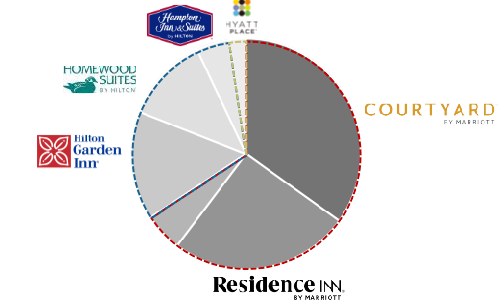 Hampton
Inn & Suites
by HILTON
HYATT
PLACE
HOMEWOOD
SUITES
BY HILTON
COURTYARD
BY MARRIOTT
Hilton
Garden
Inn
Residence INN.
BY MARRIOTT